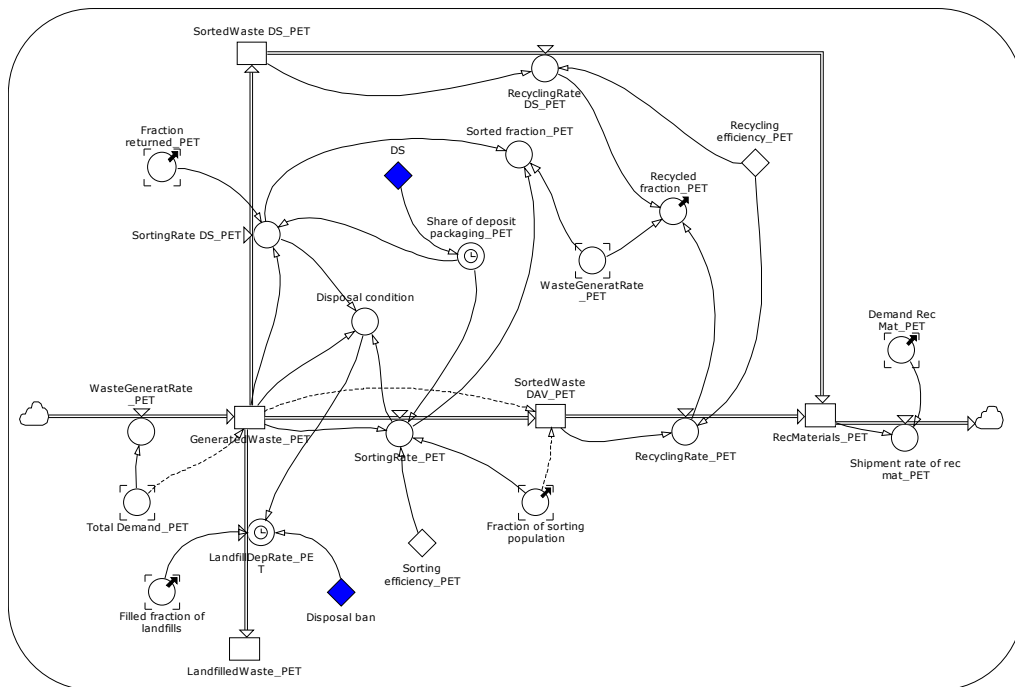 SortedWaste DS_PET
RecyclingRate
DS_PET
Fraction
returned_PET
Sorted fraction_PET
Recycling
efficiency_PET
DS
Recycled
fraction_PET
SortingRate DS_PET
Share of deposit
packaging_PET
WasteGeneratRate
_PET
Disposal condition
Demand Rec
Mat_PET
WasteGeneratRate
_PET
SortedWaste
DAV_PET
GeneratedWaste_PET
SortingRate_PET
RecyclingRate_PET
RecMaterials_PET
Shipment rate of rec
mat_PET
Total Demand_PET
Fraction of sorting
population
LandfillDepRate_PE
T
Sorting
efficiency_PET
Filled fraction of
landfills
Disposal ban
LandfilledWaste_PET